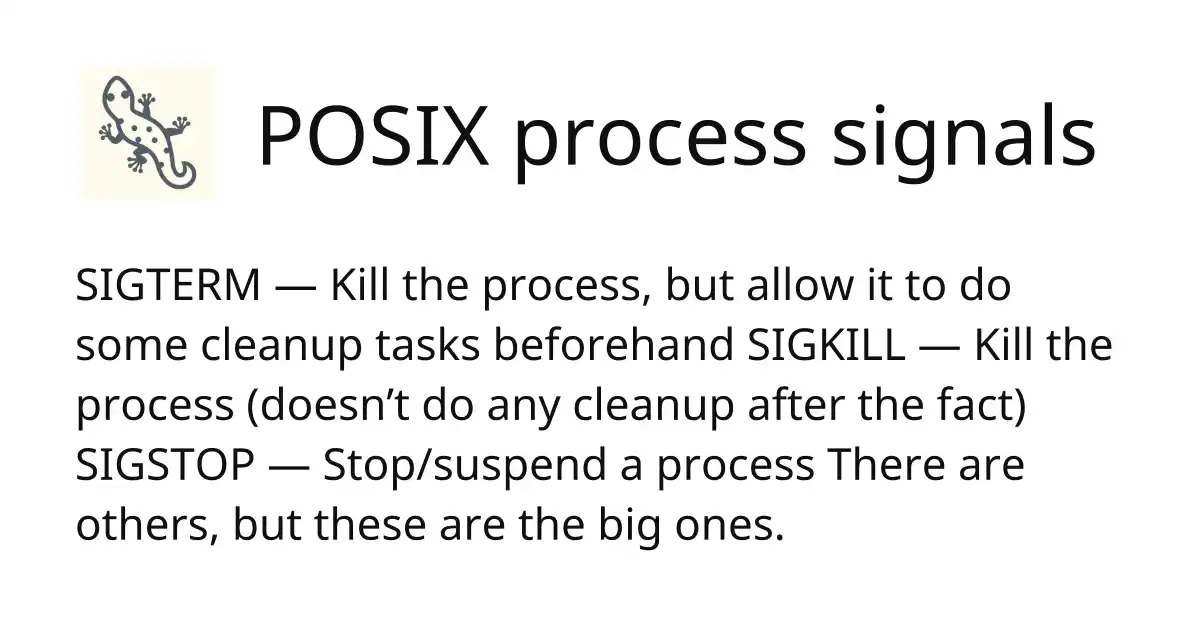 POSIX process signals
SIGTERM — Kill the process, but allow it to do
some cleanup tasks beforehand SIGKILL — Kill the
process (doesn’t do any cleanup after the fact)
SIGSTOP — Stop/suspend a process There are
others, but these are the big ones.